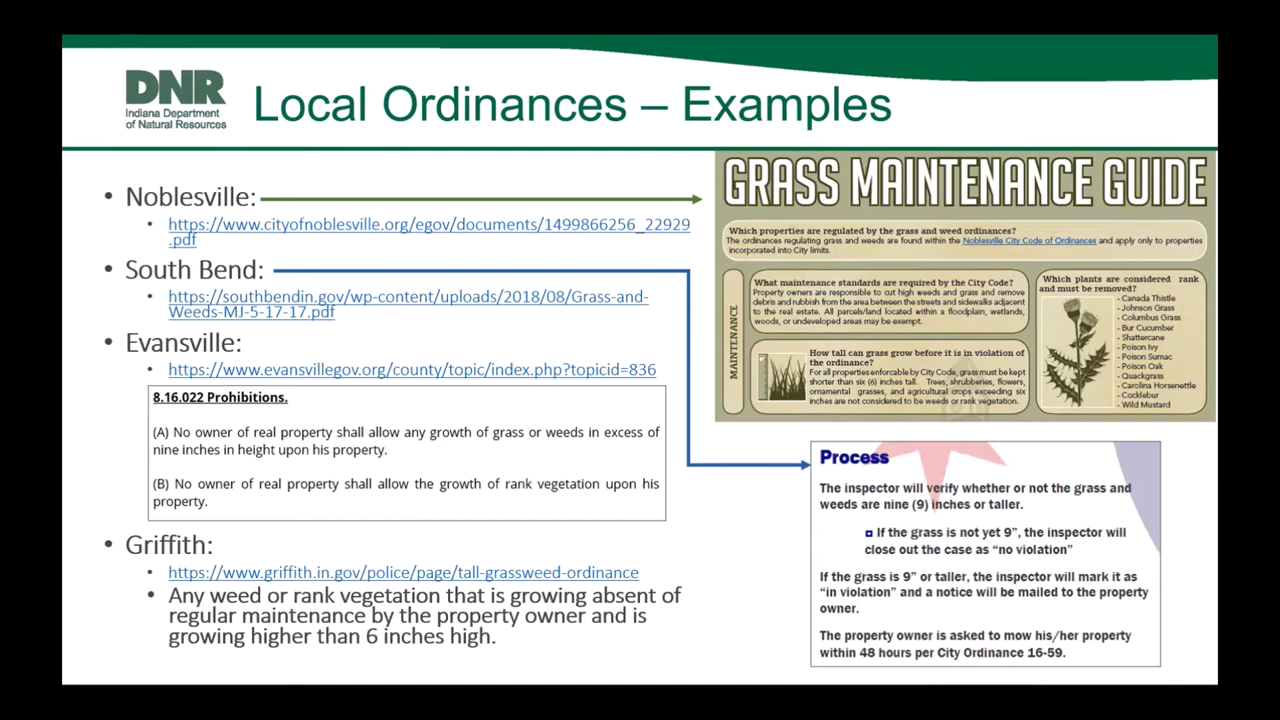 DNR
Indiana Department
of Natural Resources
Local Ordinances – Examples
• Noblesville:
• https://www.cityofnoblesville.org/egov/documents/1499866256_22929
.pdf
• South Bend:
• https://southbendin.gov/wp-content/uploads/2018/08/Grass-and-
Weeds-MJ-5-17-17.pdf
• Evansville:
• https://www.evansvillegov.org/county/topic/index.php?topicid=836
8.16.022 Prohibitions.
(A) No owner of real property shall allow any growth of grass or weeds in excess of
nine inches in height upon his property.
(B) No owner of real property shall allow the growth of rank vegetation upon his
property.
• Griffith:
• https://www.griffith.in.gov/police/page/tall-grassweed-ordinance
• Any weed or rank vegetation that is growing absent of
regular maintenance by the property owner and is
growing higher than 6 inches high.
GRASS MAINTENANCE GUIDE
Which properties are regulated by the grass and weed ordinances?
The ordinances regulating grass and weeds are found within the Noblesville City Code of Ordinances and apply only to properties
incorporated into City limits.
MAINTENANCE
What maintenance standards are required by the City Code?
Property owners are responsible to cut high weeds and grass and remove
debris and rubbish from the area between the streets and sidewalks adjacent
to the real estate. All parcels/land located within a floodplain, wetlands,
woods, or undeveloped areas may be exempt.
How tall can grass grow before it is in violation of
the ordinance?
For all properties enforcable by City Code, grass must be kept
shorter than six (6) inches tall. Trees, shrubberies, flowers,
ornamental grasses, and agricultural crops exceeding six
inches are not considered to be weeds or rank vegetation.
Which plants are considered rank
and must be removed?
- Canada Thistle
- Johnson Grass
- Columbus Grass
- Bur Cucumber
- Shattercane
- Poison Ivy
- Poison Sumac
- Poison Oak
- Quackgrass
- Carolina Horsenettle
- Cocklebur
- Wild Mustard
Process
The inspector will verify whether or not the grass and
weeds are nine (9) inches or taller.
If the grass is not yet 9", the inspector will
close out the case as “no violation”
If the grass is 9" or taller, the inspector will mark it as
“in violation” and a notice will be mailed to the property
owner.
The property owner is asked to mow his/her property
within 48 hours per City Ordinance 16-59.